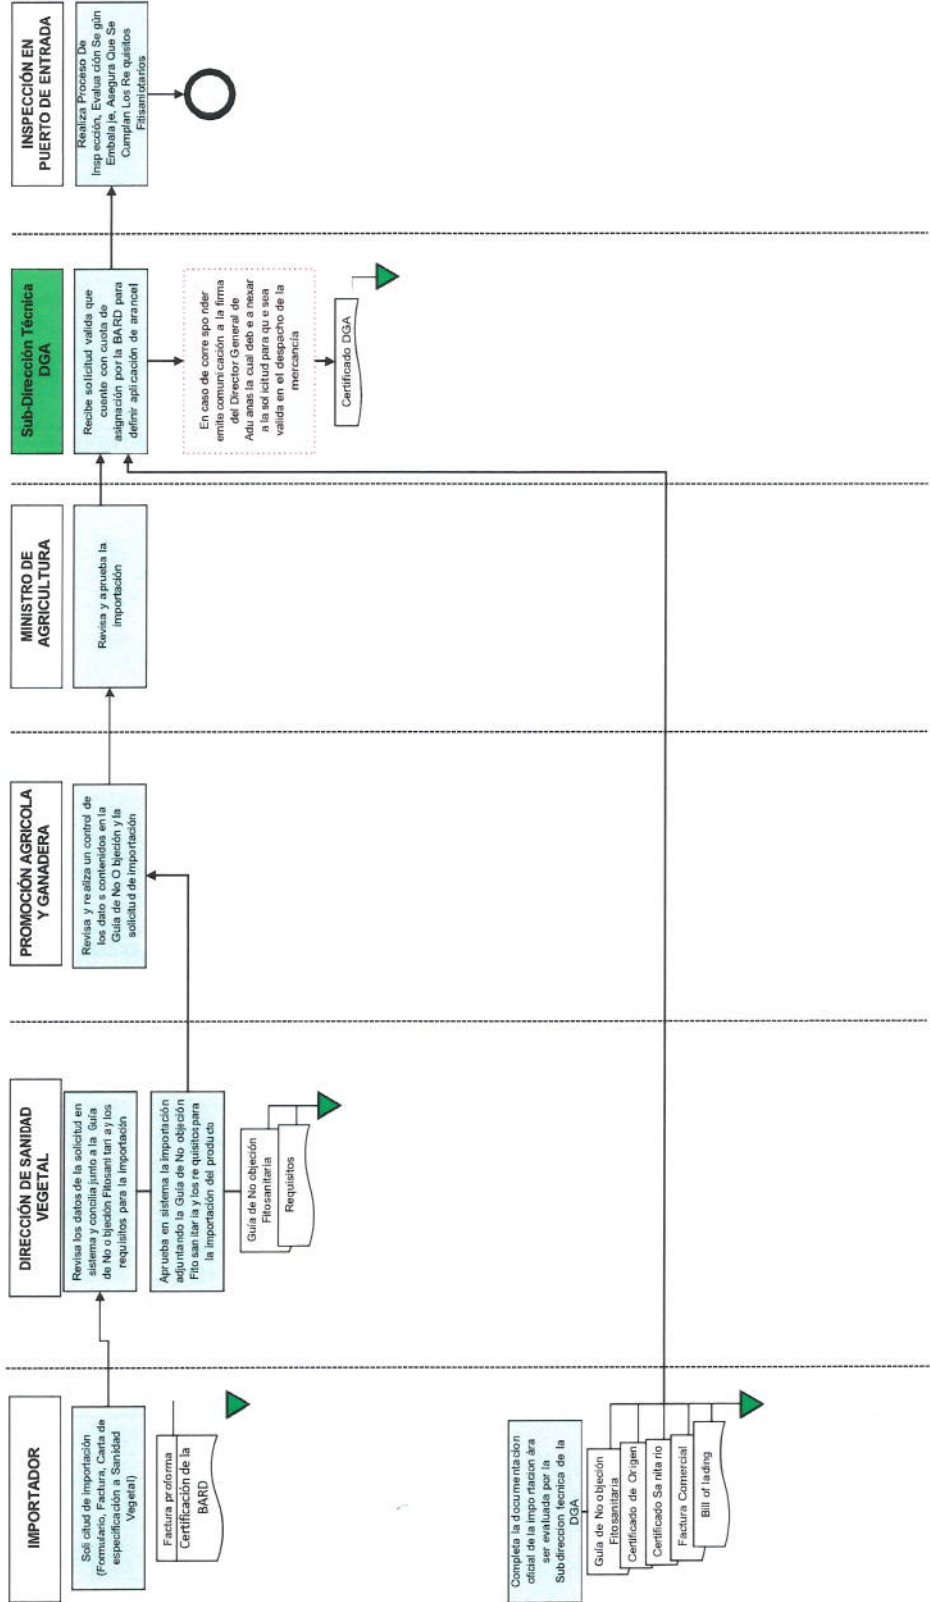 IMPORTADOR
Soli citud de importación
(Formulario, Factura, Carta de
especificación a Sanidad
Vegetal)
Factura proforma
Certificación de la
BARD
Completa la documentacion
oficial de la impor tacion àra
ser evaluada por la
Subdireccion tecnica de la
DGA
Guía de No objeción
Fitosanitaria
Certificado de Origen
Certificado Sa nita rio
Factura Comercial
Bill of lading
DIRECCIÓN DE SANIDAD
VEGETAL
Revisa los datos de la solicitud en
sistema y concilia junto a la Guía
de No o bjeción Fitosani tari a y los
requisitos para la importación
Aprueba en sistema la importación
adjuntando la Guía de No objeción
Fito san itar ia y los re quisitos para
la importación del producto
Guía de No objeción
Fitosanitaria
Requisitos
PROMOCIÓN AGRICOLA
Y GANADERA
Revisa y realiza un control de
los dato s contenidos en la
Guía de No O bjeción y la
solicitud de importación
MINISTRO DE
AGRICULTURA
Revisa y aprueba la
importación
Sub-Dirección Técnica
DGA
Recibe solicitud valida que
cuente con cuota de
asignación por la BARD para
definir aplicación de arancel
En caso de corre spo nder
emite comunicación a la firma
del Director General de
Adu anas la cual deb e a nexar
a la sol icitud para qu e sea
valida en el despacho de la
mercancía
Certificado DGA
INSPECCIÓN EN
PUERTO DE ENTRADA
Realiza Proceso De
Insp ección, Evalua ción Se gún
Embala je, Asegura Que Se
Cumplan Los Re quisitos
Fitisaniotarios